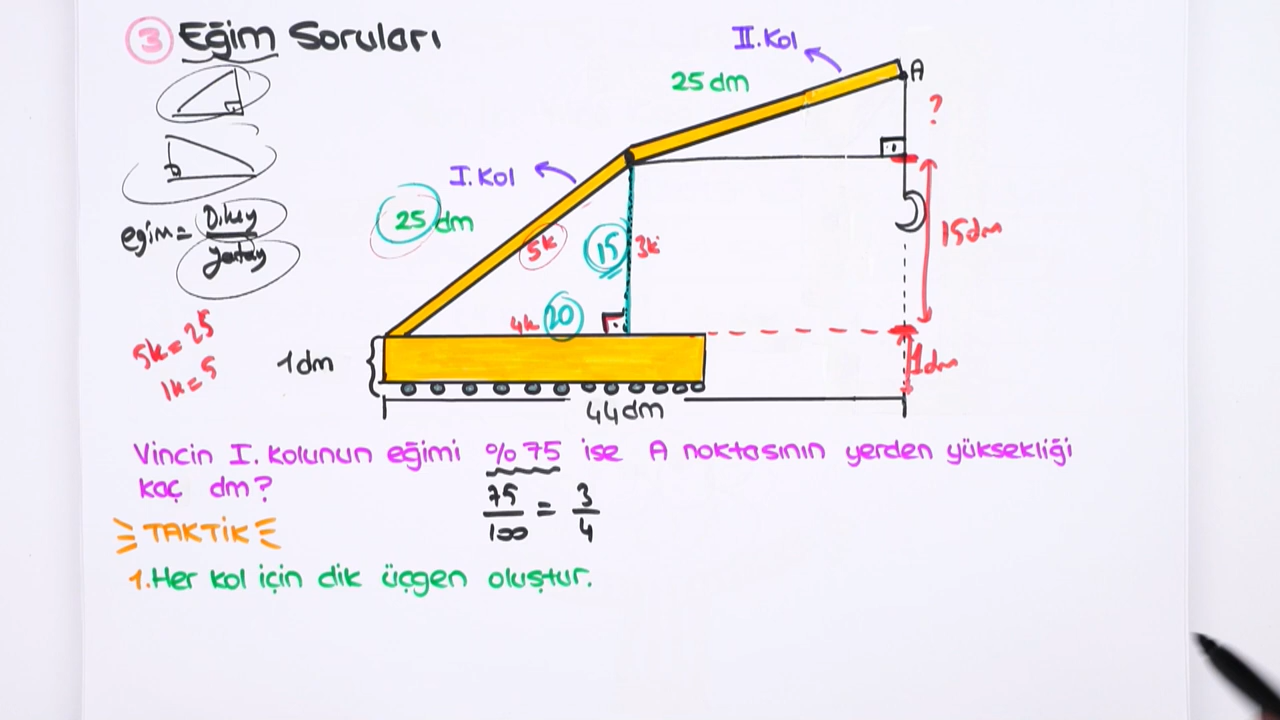 3 Eğim Soruları
II.Kol
25 dm
A
?
I.Kol
25 dm
eğim = Dikey
Yatay
5k
15
3k
15dm
4k
20
5k=25
1k=5
1dm
1dm
44dm
Vincin I. kolunun eğimi %75 ise A noktasının yerden yüksekliği
kaç dm?
75/100 = 3/4
TAKTİK
1.Her kol için dik üçgen oluştur.